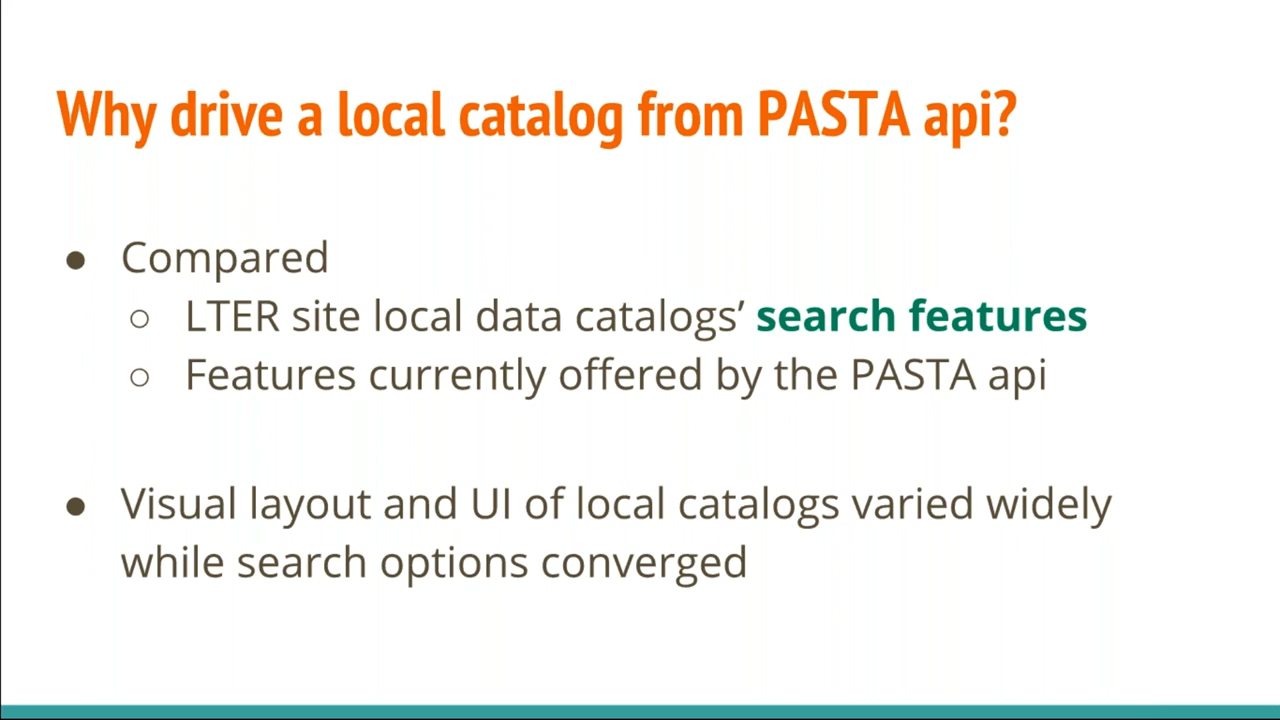 Why drive a local catalog from PASTA api?
● Compared
○ LTER site local data catalogs’ search features
○ Features currently offered by the PASTA api
● Visual layout and UI of local catalogs varied widely
while search options converged